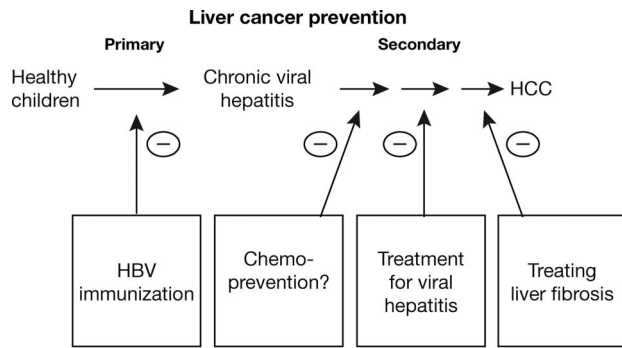 Liver cancer prevention
Primary
Secondary
Healthy
children
Chronic viral
hepatitis
HCC
−
−
−
−
HBV
immunization
Chemo-
prevention?
Treatment
for viral
hepatitis
Treating
liver fibrosis